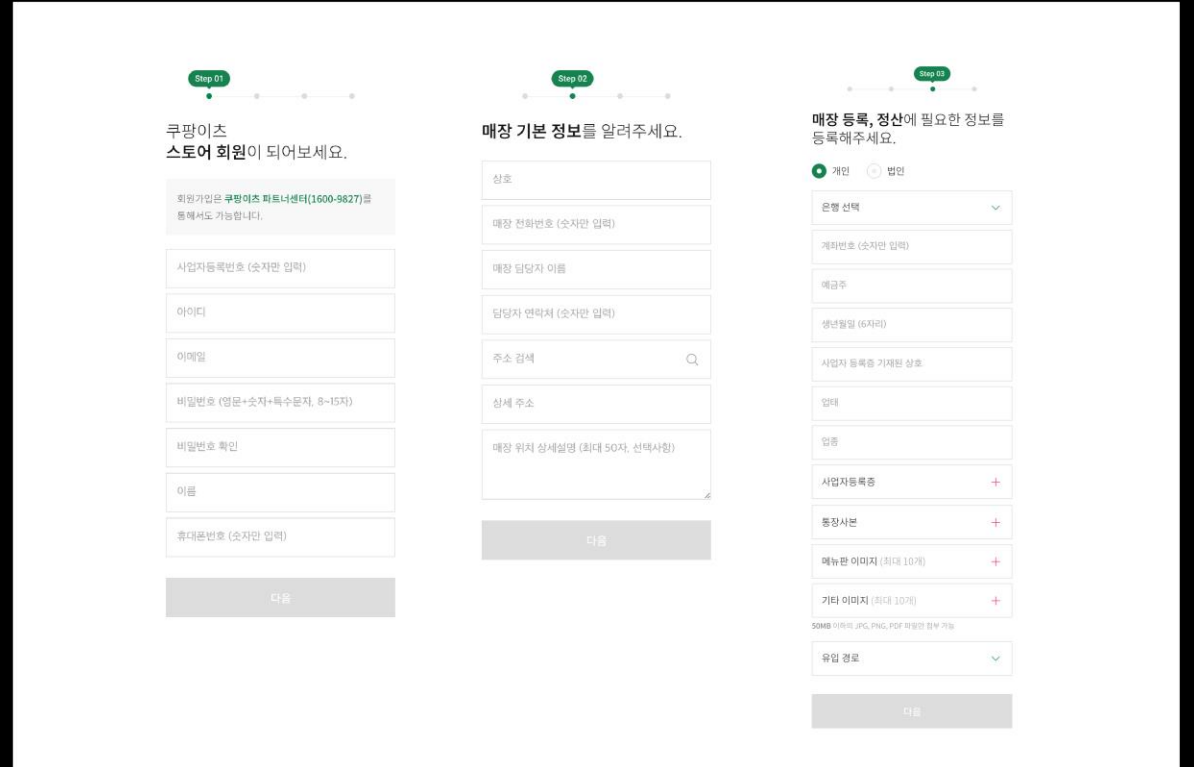 Step 01
쿠팡이츠
스토어 회원이 되어보세요.
회원가입은 쿠팡이츠 파트너센터(1600-9827)를
통해서도 가능합니다.
사업자등록번호 (숫자만 입력)
아이디
이메일
비밀번호 (영문+숫자+특수문자, 8~15자)
비밀번호 확인
이름
휴대폰번호 (숫자만 입력)
다음
Step 02
매장 기본 정보를 알려주세요.
상호
매장 전화번호 (숫자만 입력)
매장 담당자 이름
담당자 연락처 (숫자만 입력)
주소 검색
상세 주소
매장 위치 상세설명 (최대 50자, 선택사항)
다음
Step 03
매장 등록, 정산에 필요한 정보를
등록해주세요.
개인 법인
은행 선택
계좌번호 (숫자만 입력)
예금주
생년월일 (6자리)
사업자 등록증 기재된 상호
업태
업종
사업자등록증
통장사본
메뉴판 이미지 (최대 10개)
기타 이미지 (최대 10개)
50MB 이하의 JPG, PNG, PDF 파일만 첨부 가능
유입 경로
다음